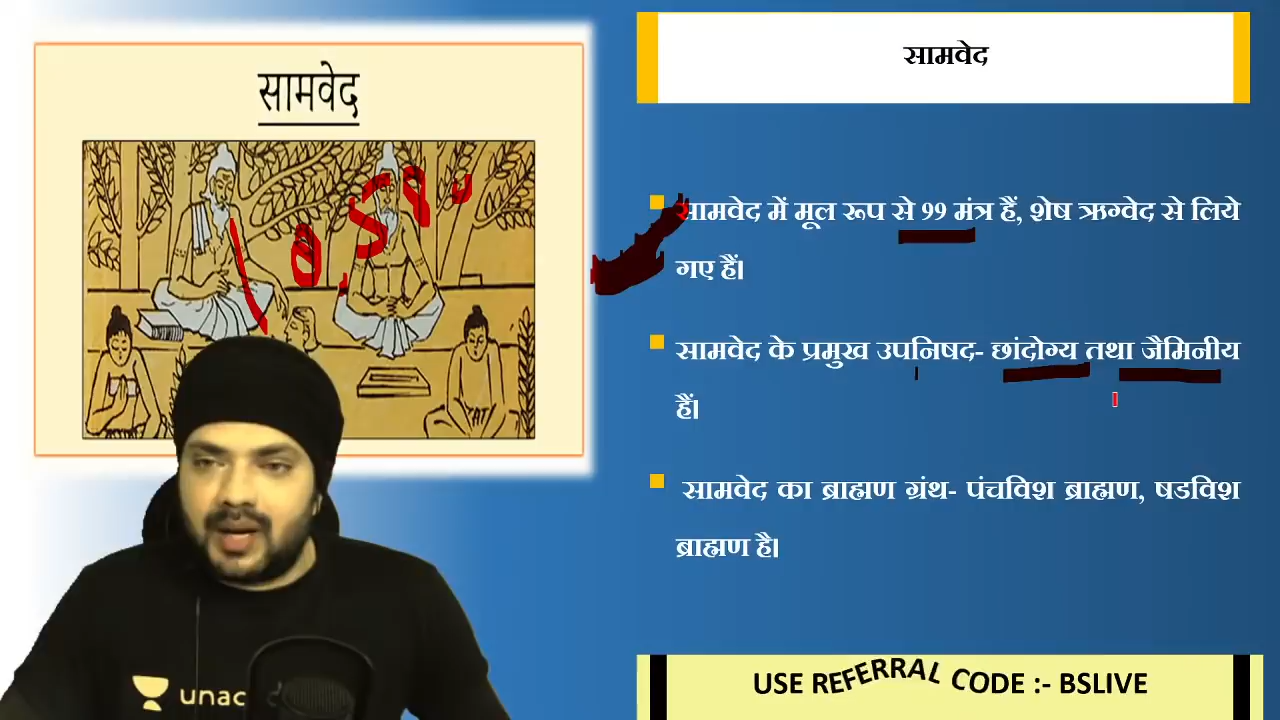 सामवेद
सामवेद
सामवेद में मूल रूप से 99 मंत्र हैं, शेष ऋग्वेद से लिये
गए हैं।
सामवेद के प्रमुख उपनिषद- छांदोग्य तथा जैमिनीय
हैं।
सामवेद का ब्राह्मण ग्रंथ- पंचविश ब्राह्मण, षडविश
ब्राह्मण है।
USE REFERRAL CODE :- BSLIVE
unac